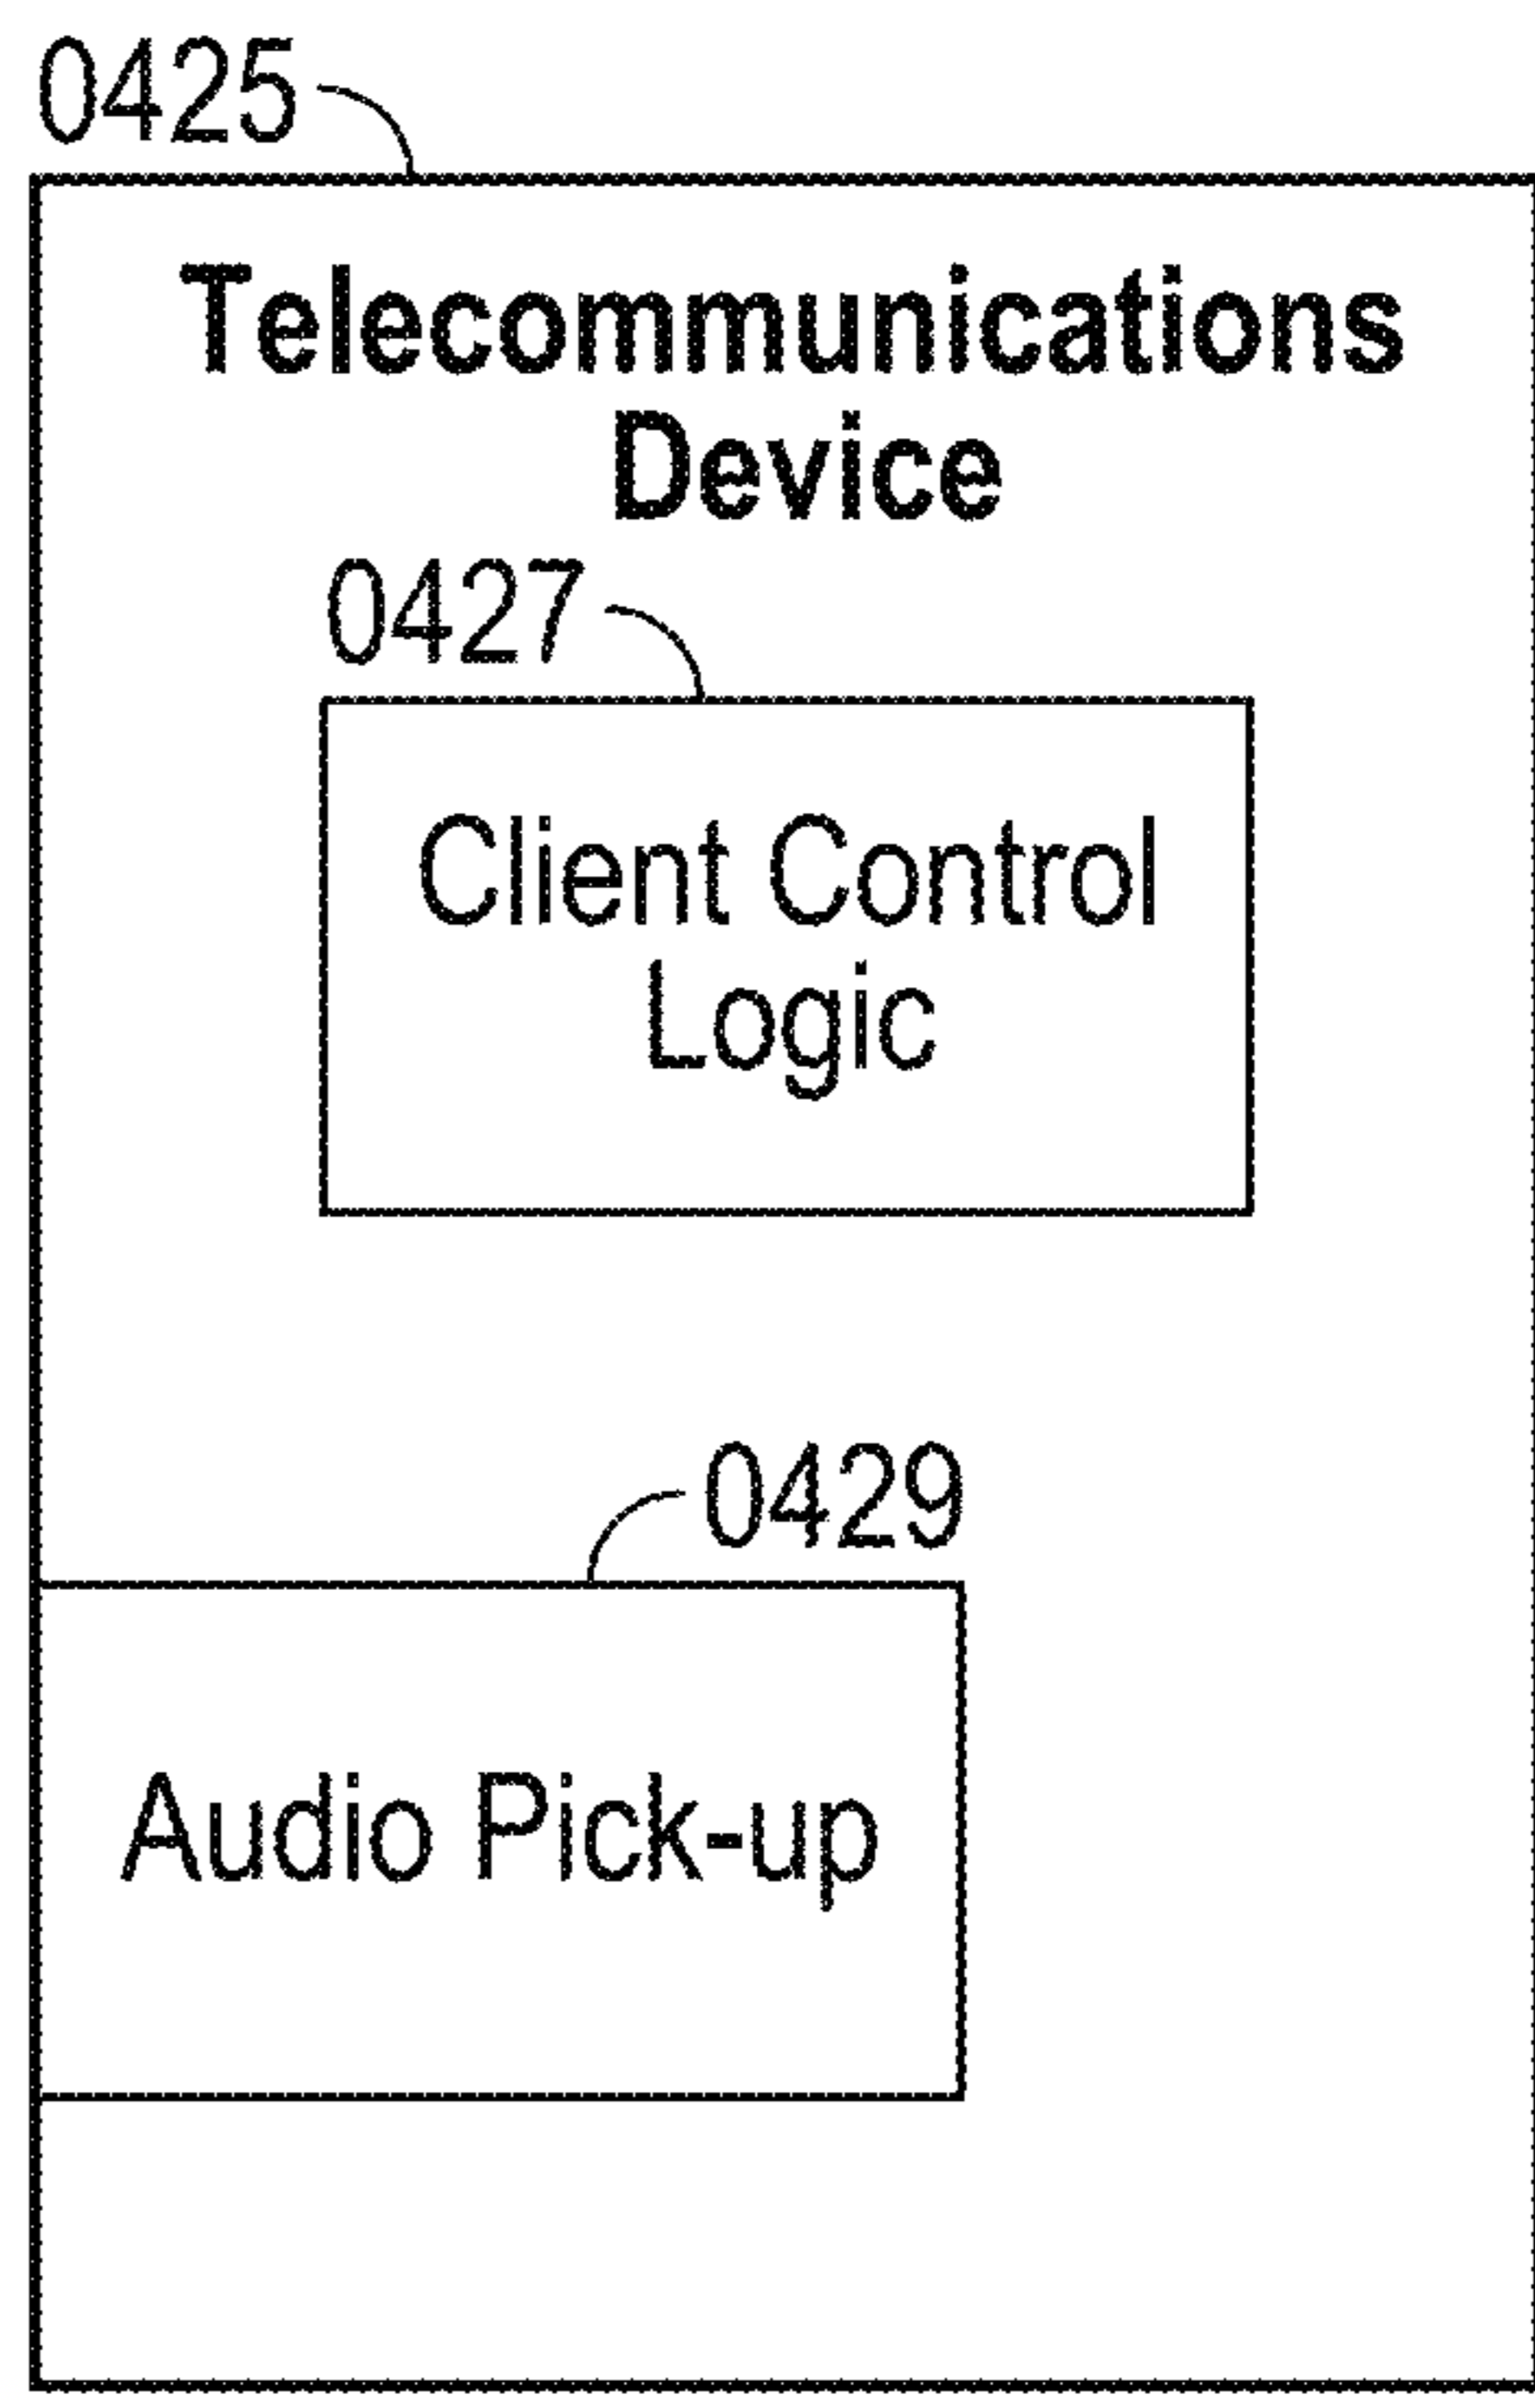 0425
Telecommunications
Device
0427
Client Control
Logic
0429
Audio Pick-up